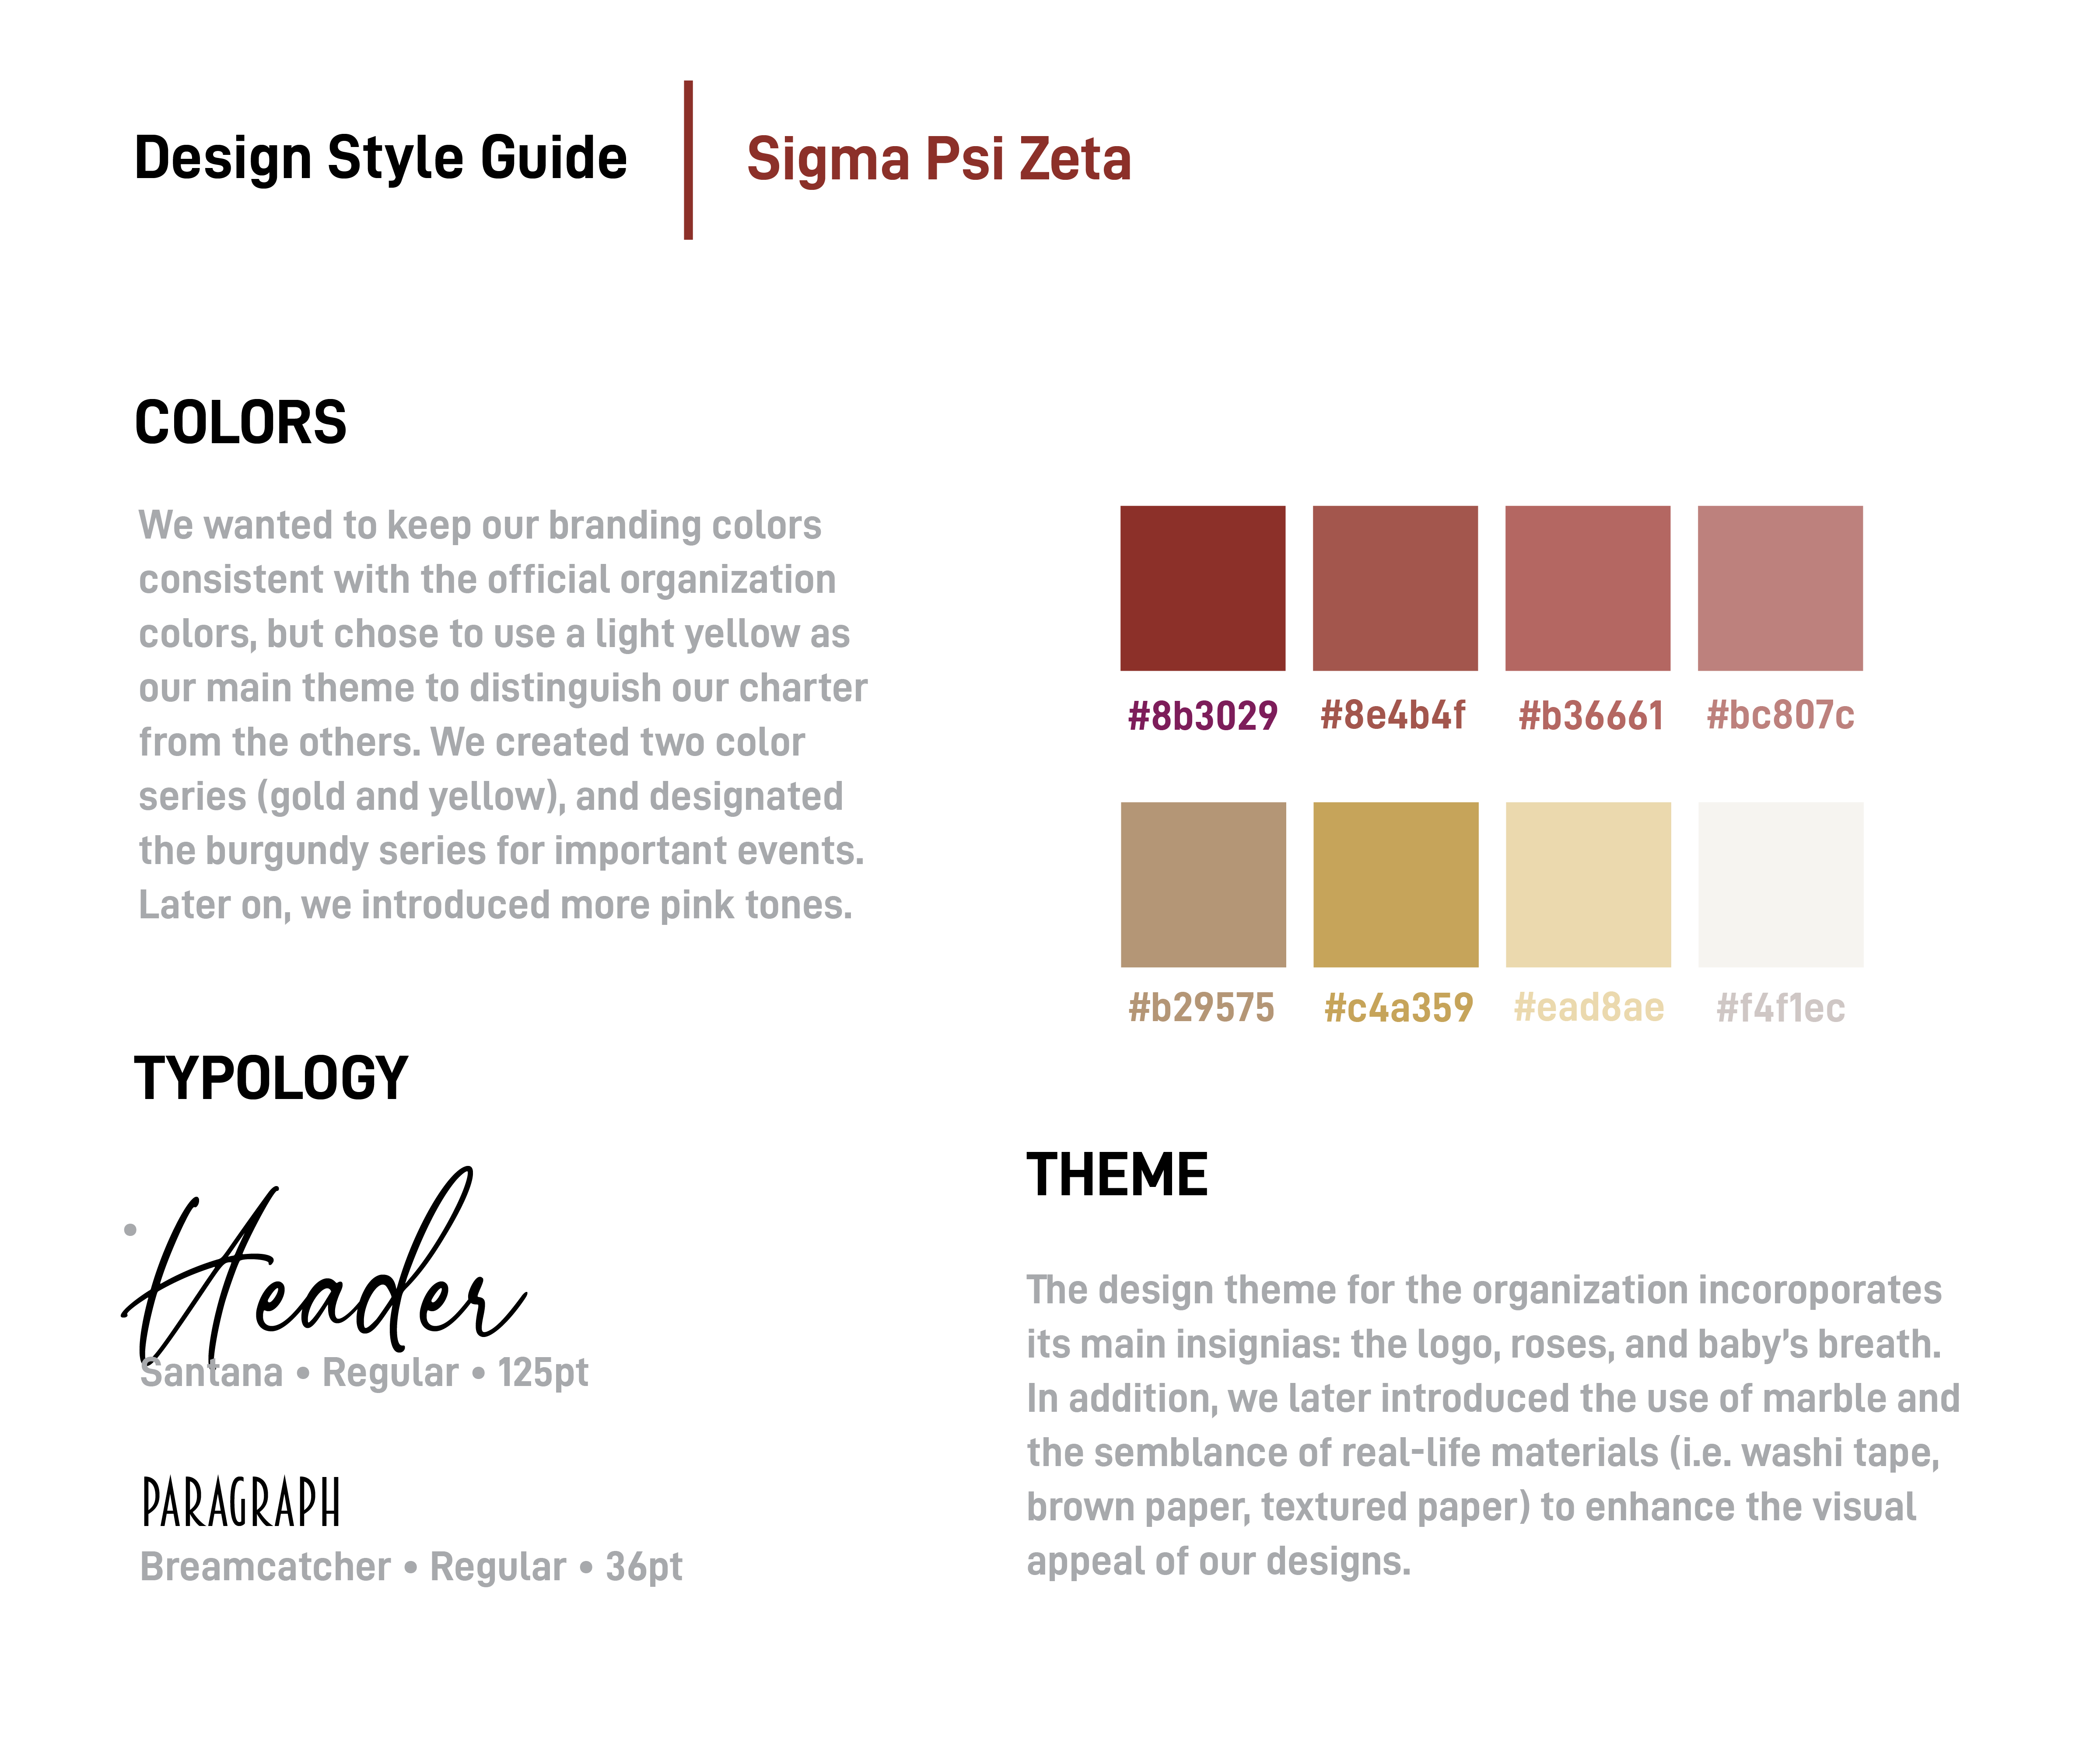 Design Style Guide
Sigma Psi Zeta
COLORS
We wanted to keep our branding colors
consistent with the official organization
colors, but chose to use a light yellow as
our main theme to distinguish our charter
from the others. We created two color
series (gold and yellow), and designated
the burgundy series for important events.
Later on, we introduced more pink tones.
#8b3029 #8e4b4f #b36661 #bc807c
#b29575 #c4a359 #ead8ae #f4f1ec
TYPOLOGY
• Header
Santana • Regular • 125pt
PARAGRAPH
Breamcatcher • Regular • 36pt
THEME
The design theme for the organization incoroporates
its main insignias: the logo, roses, and baby's breath.
In addition, we later introduced the use of marble and
the semblance of real-life materials (i.e. washi tape,
brown paper, textured paper) to enhance the visual
appeal of our designs.